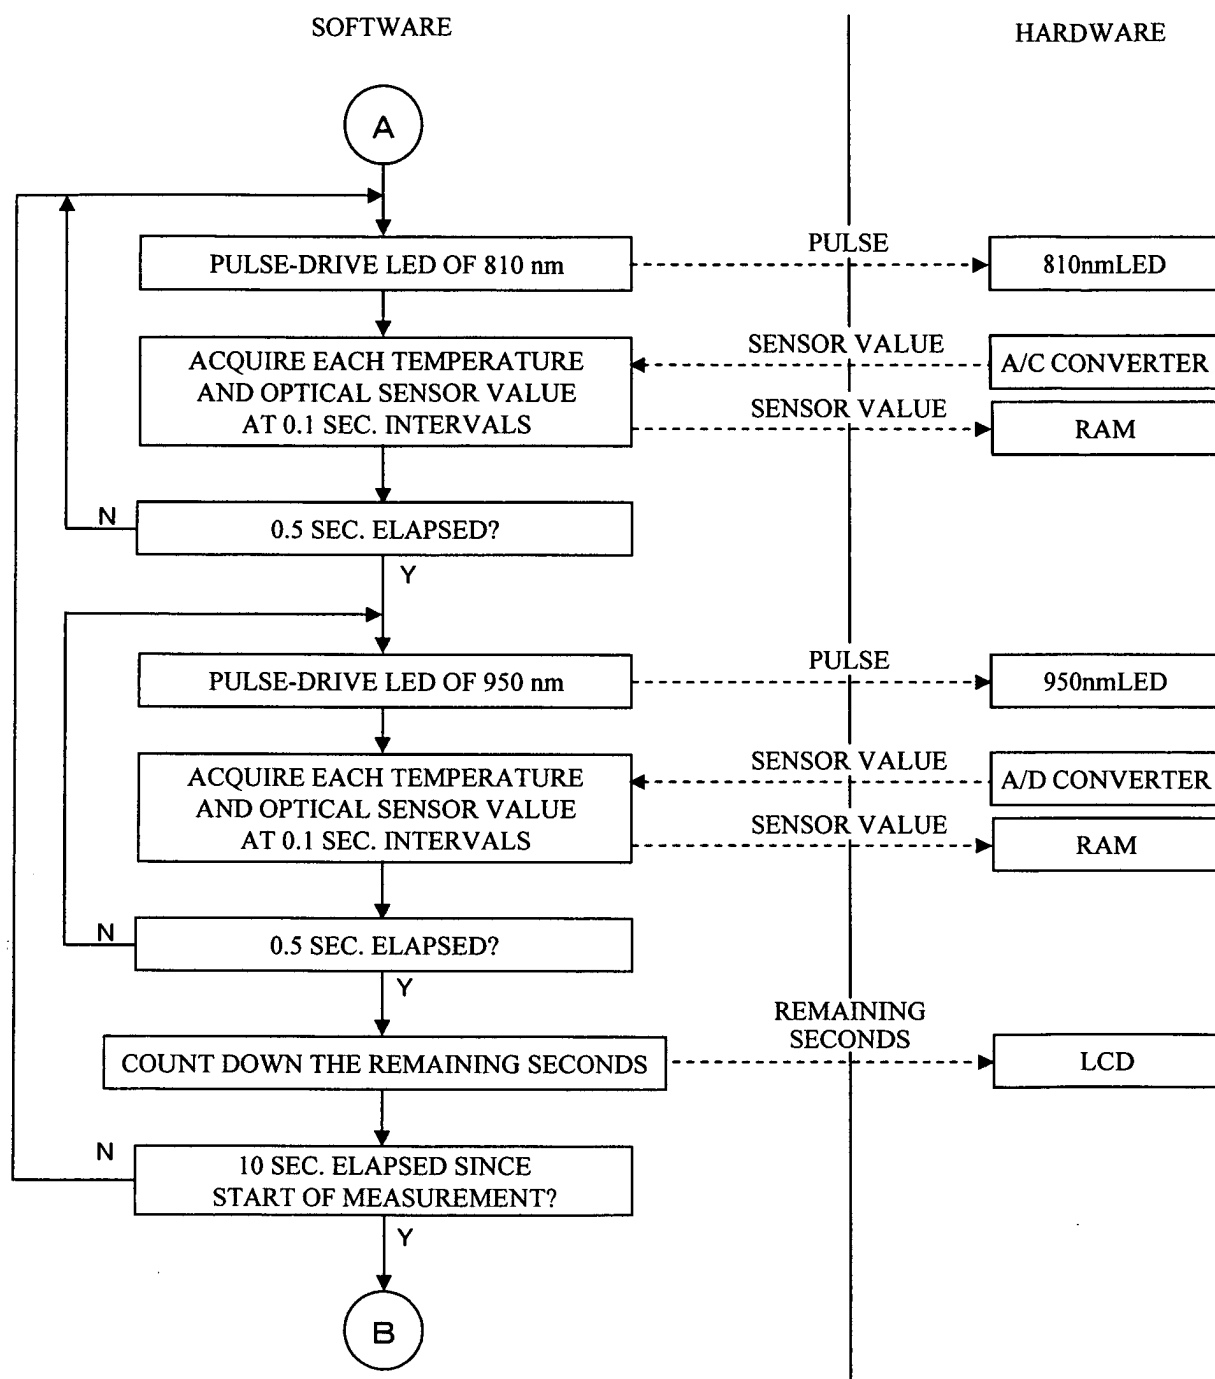 SOFTWARE
HARDWARE
A
PULSE-DRIVE LED OF 810 nm
PULSE
810nmLED
ACQUIRE EACH TEMPERATURE
AND OPTICAL SENSOR VALUE
AT 0.1 SEC. INTERVALS
SENSOR VALUE
A/C CONVERTER
SENSOR VALUE
RAM
N
0.5 SEC. ELAPSED?
Y
PULSE-DRIVE LED OF 950 nm
PULSE
950nmLED
ACQUIRE EACH TEMPERATURE
AND OPTICAL SENSOR VALUE
AT 0.1 SEC. INTERVALS
SENSOR VALUE
A/D CONVERTER
SENSOR VALUE
RAM
N
0.5 SEC. ELAPSED?
Y
COUNT DOWN THE REMAINING SECONDS
REMAINING
SECONDS
LCD
N
10 SEC. ELAPSED SINCE
START OF MEASUREMENT?
Y
B